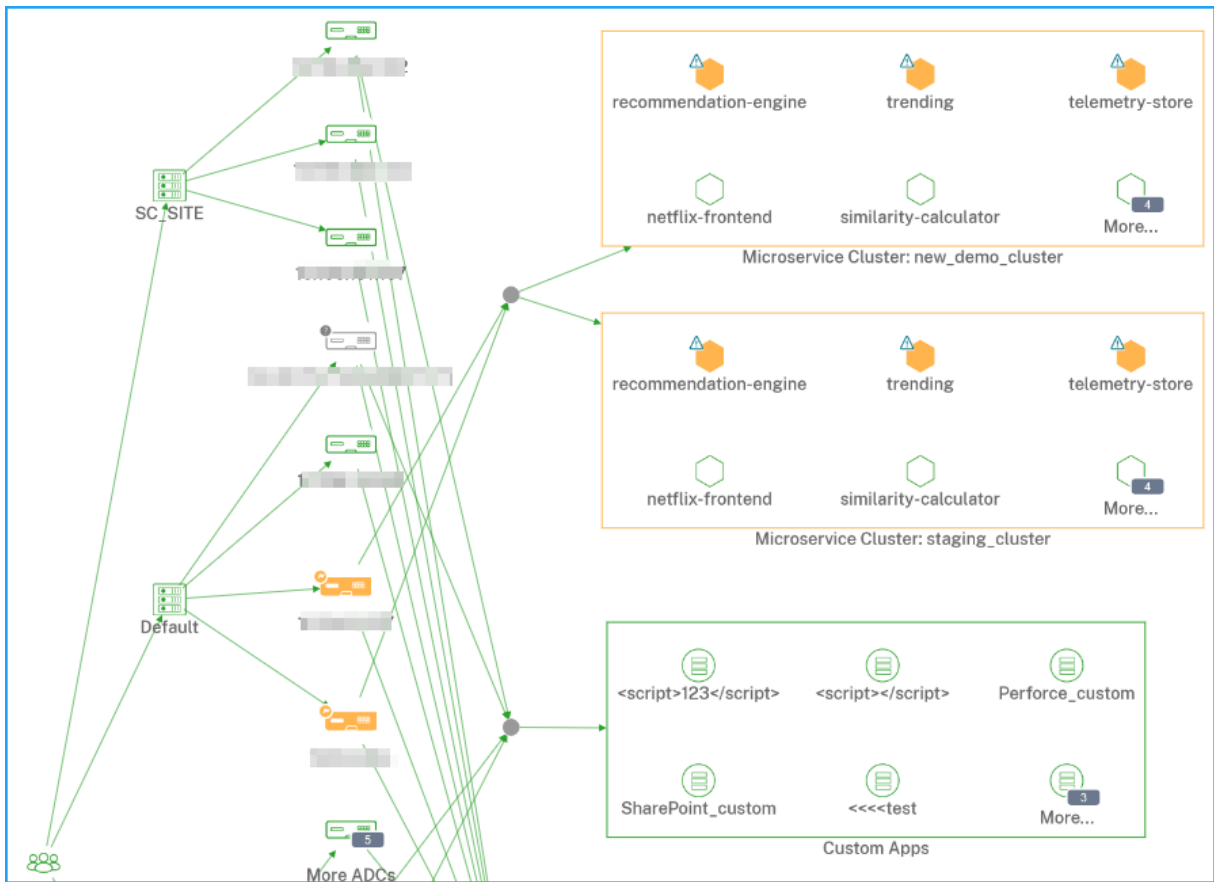 SC_SITE
Default
5
More ADCs
recommendation-engine
trending
telemetry-store
netflix-frontend
similarity-calculator
4
More...
Microservice Cluster: new_demo_cluster
recommendation-engine
trending
telemetry-store
netflix-frontend
similarity-calculator
4
More...
Microservice Cluster: staging_cluster
<script>123</script>
<script></script>
Perforce_custom
SharePoint_custom
<<<<test
3
More...
Custom Apps